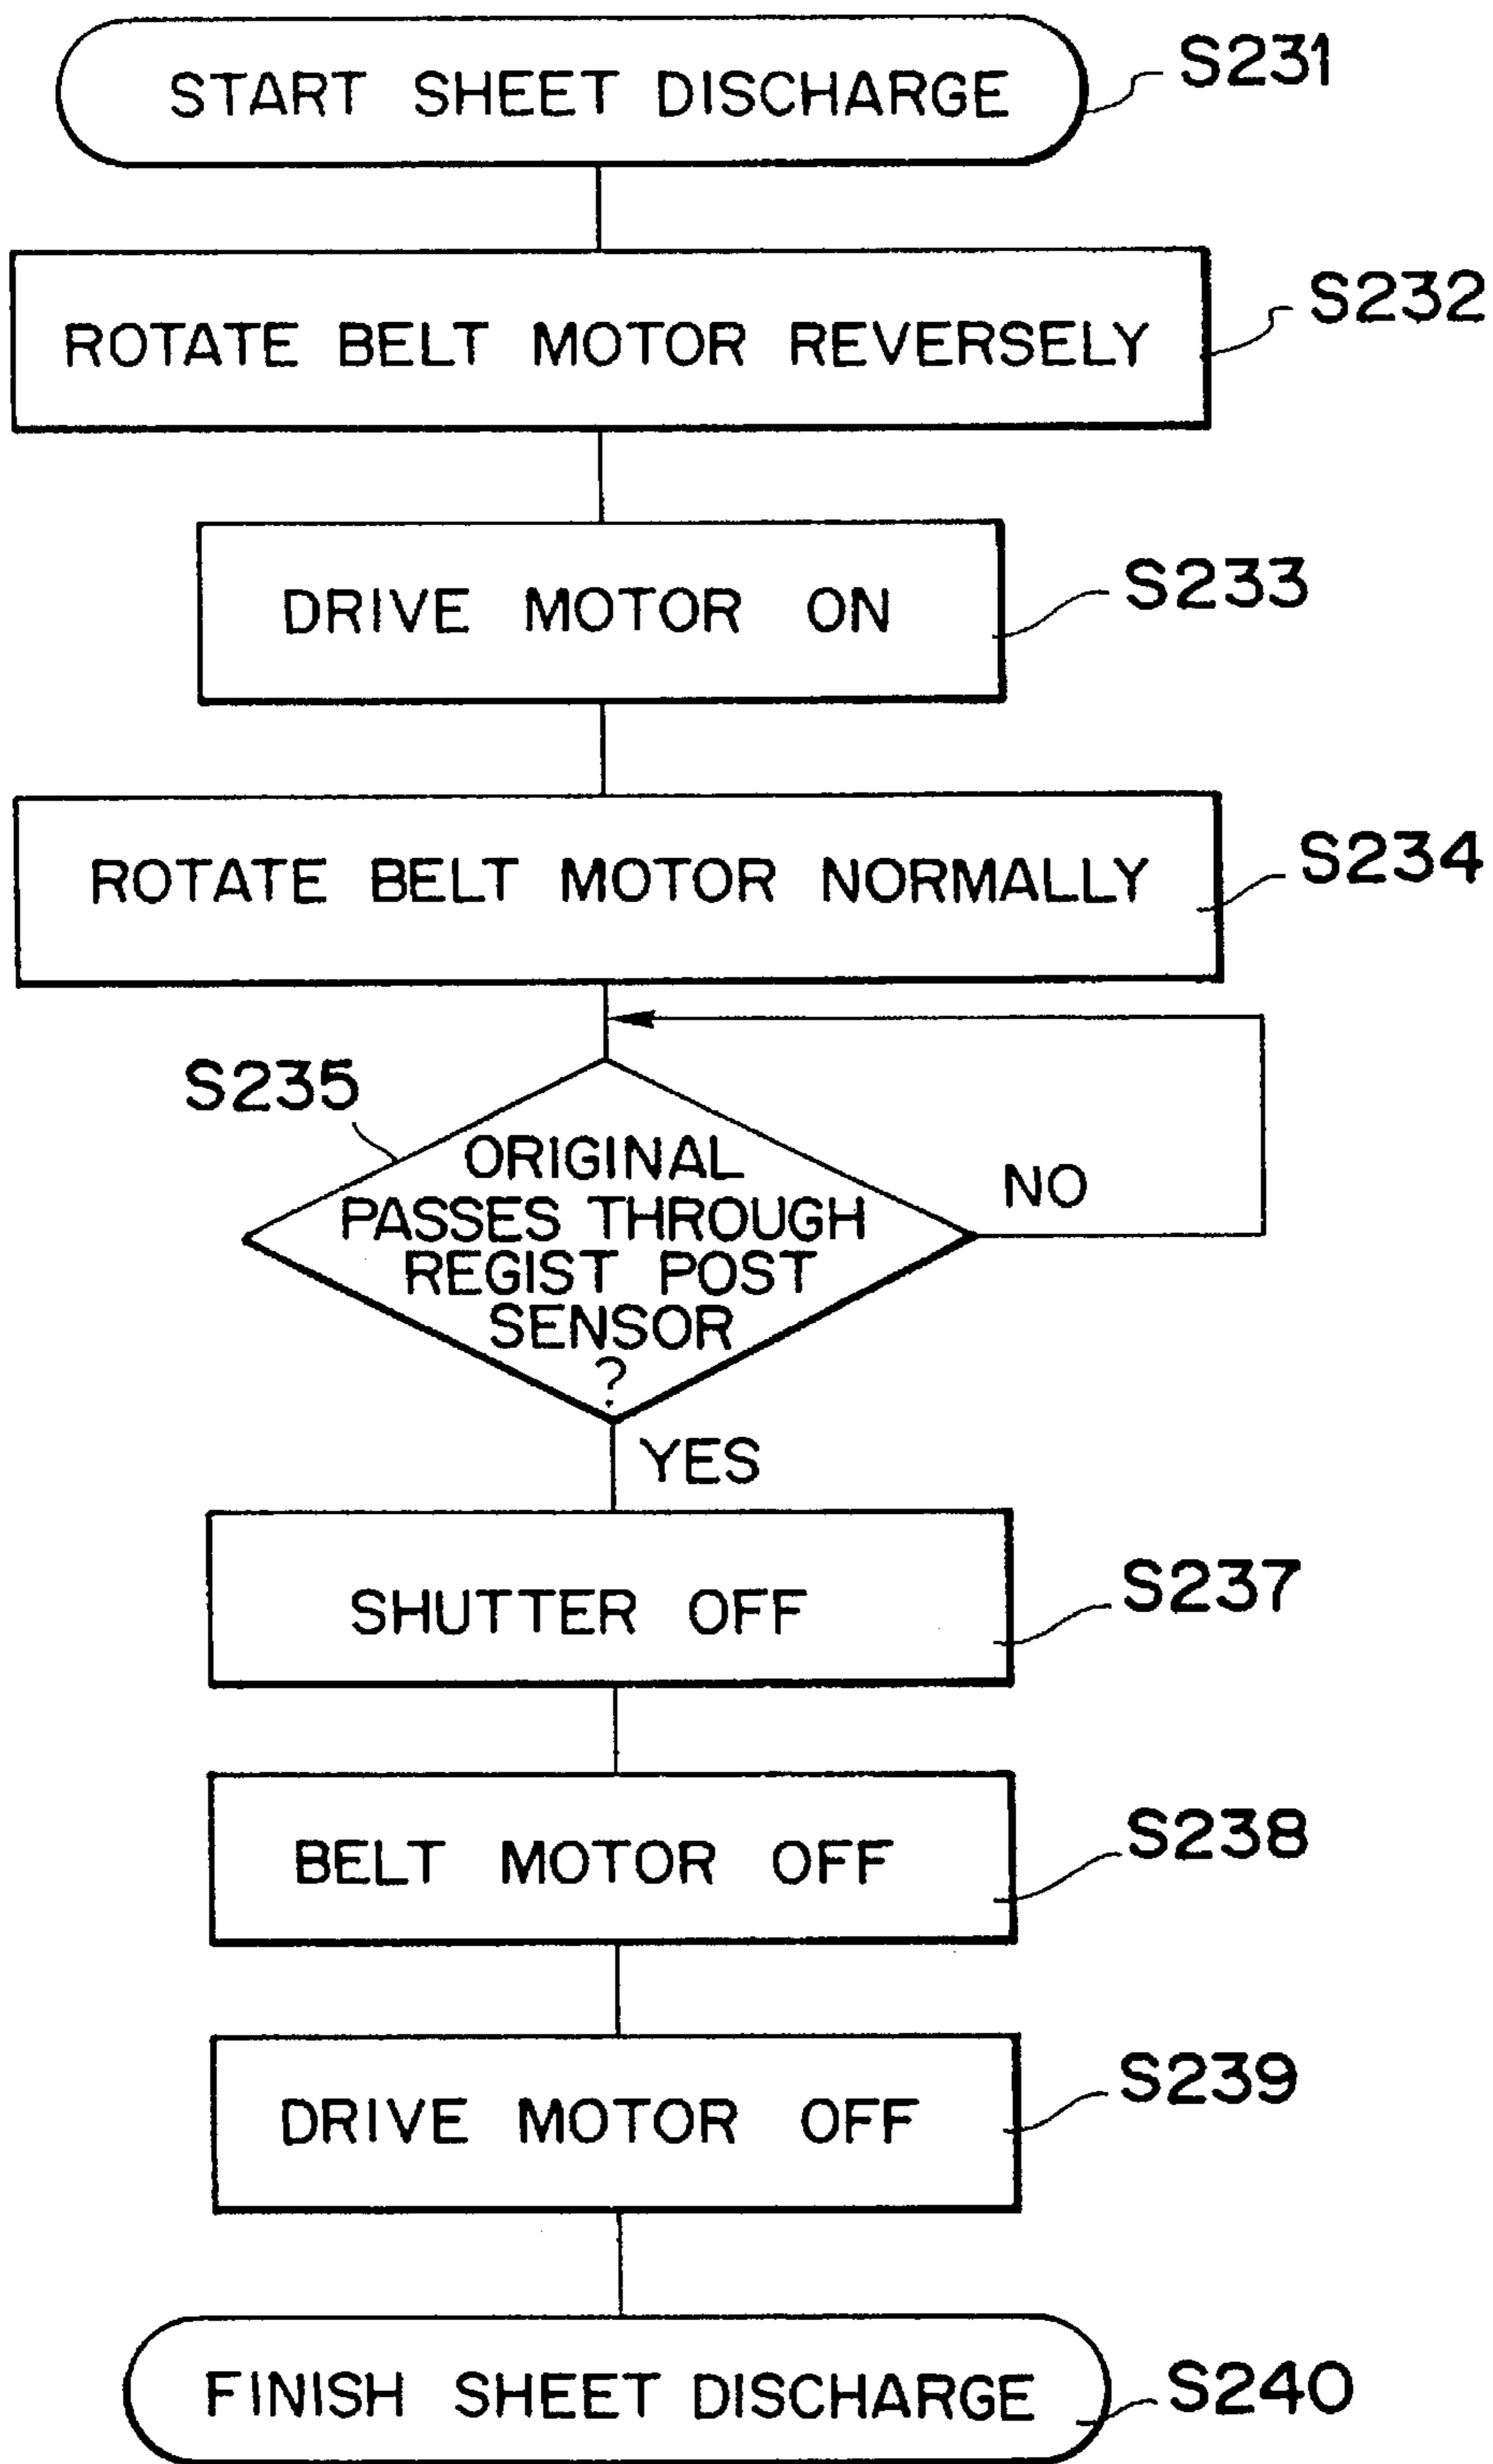 START SHEET DISCHARGE
S231
ROTATE BELT MOTOR REVERSELY
S232
DRIVE MOTOR ON
S233
ROTATE BELT MOTOR NORMALLY
S234
S235
ORIGINAL
PASSES THROUGH
REGIST POST
SENSOR
?
NO
YES
SHUTTER OFF
S237
BELT MOTOR OFF
S238
DRIVE MOTOR OFF
S239
FINISH SHEET DISCHARGE
S240